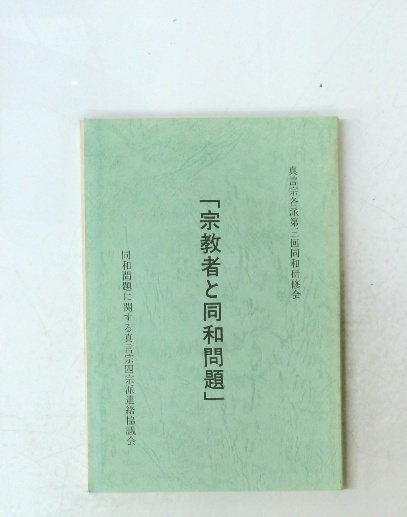 真言宗各派第三回同和研修会
「宗教者と同和問題」
同和問題に関する真言宗四宗派連絡協議会